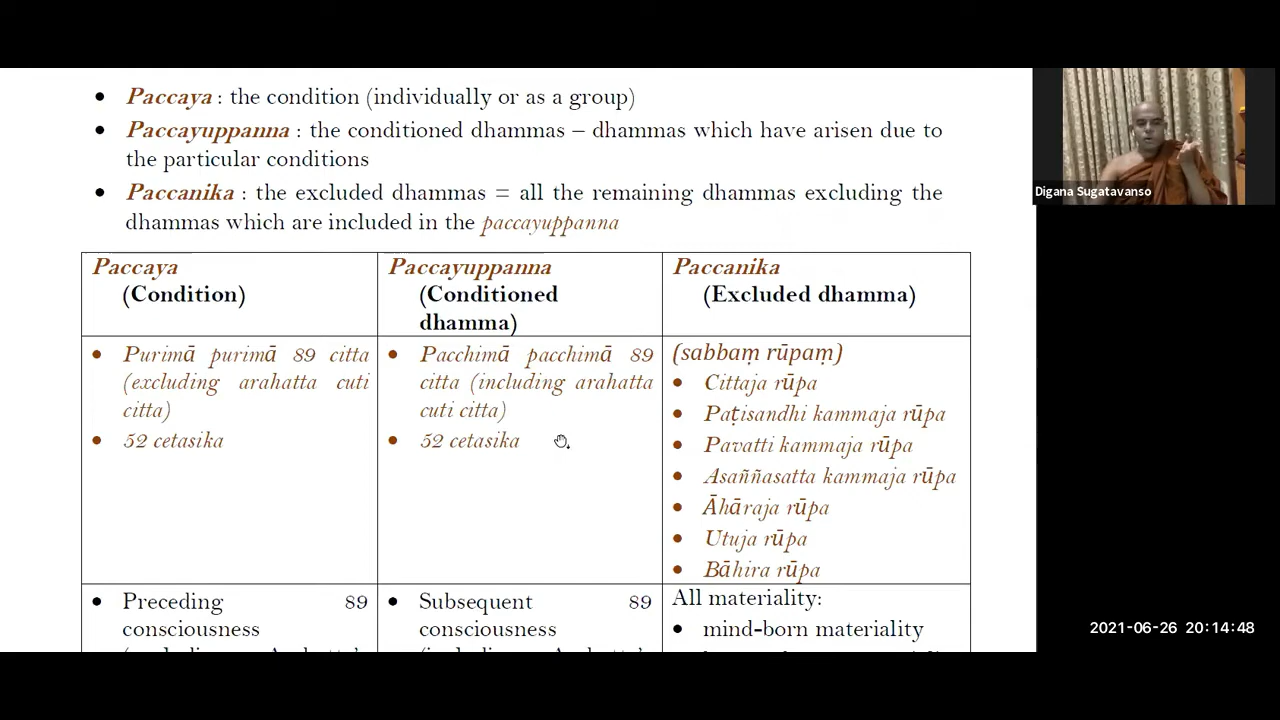 • Paccaya : the condition (individually or as a group)
• Paccayuppanna : the conditioned dhammas – dhammas which have arisen due to
the particular conditions
• Paccanika : the excluded dhammas = all the remaining dhammas excluding the
dhammas which are included in the paccayuppanna
Paccaya
(Condition)
Paccayuppanna
(Conditioned
dhamma)
Paccanika
(Excluded dhamma)
• Purimā purimā 89 citta
(excluding arahatta cuti
citta)
• 52 cetasika
• Pacchimā pacchimā 89
citta (including arahatta
cuti citta)
• 52 cetasika
(sabbaṃ rūpaṃ)
• Cittaja rūpa
• Paṭisandhi kammaja rūpa
• Pavatti kammaja rūpa
• Asaññasatta kammaja rūpa
• Āhāraja rūpa
• Utuja rūpa
• Bāhira rūpa
• Preceding 89
consciousness
• Subsequent 89
consciousness
All materiality:
• mind-born materiality
Digana Sugatavanso
2021-06-26 20:14:48